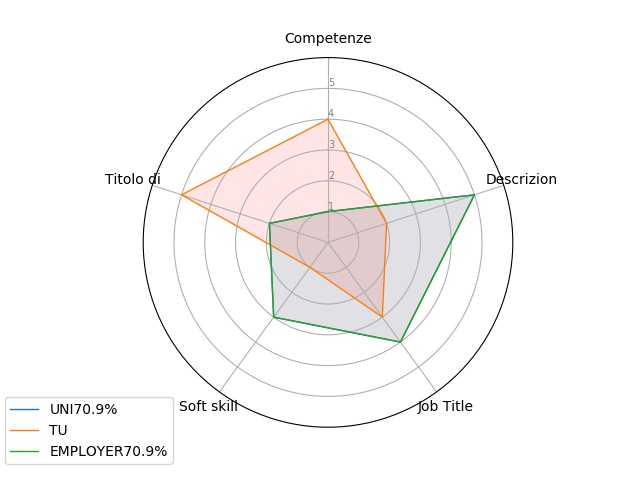 Competenze
5
4
3
2
1
Titolo di
Descrizion
Soft skill
Job Title
UNI70.9%
TU
EMPLOYER70.9%